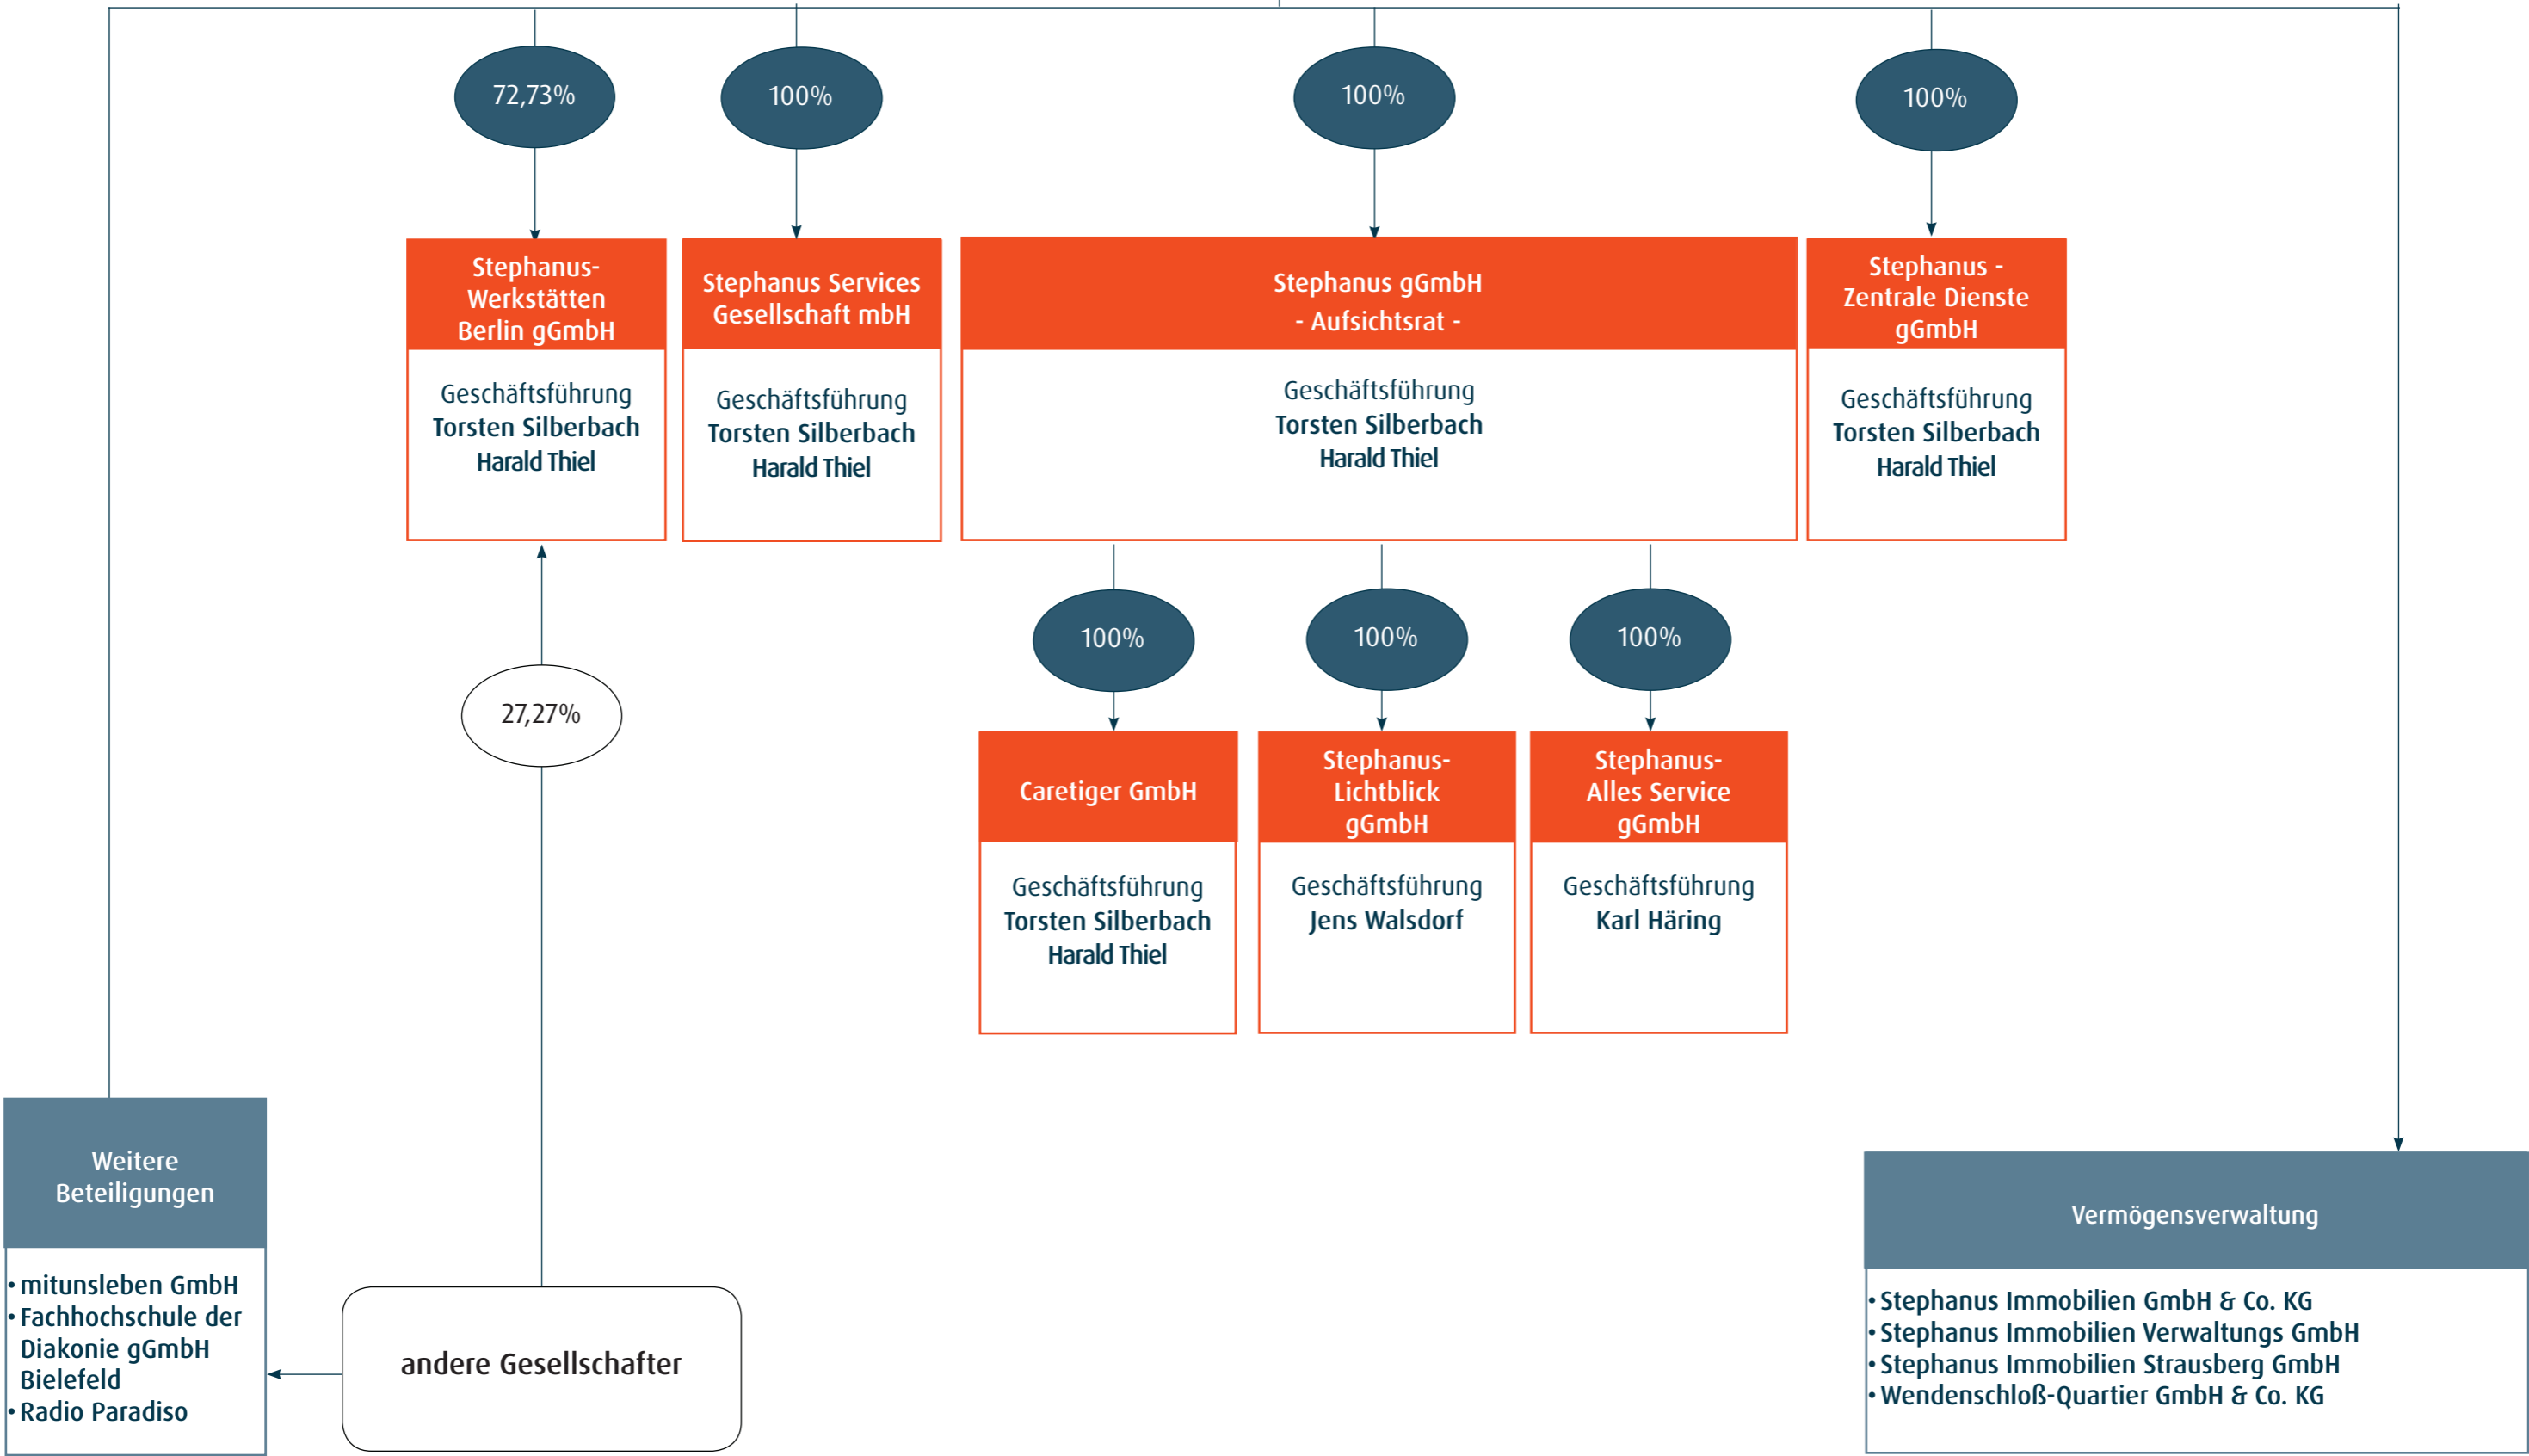 72,73%
100%
100%
100%
Stephanus-
Werkstätten
Berlin gGmbH
Geschäftsführung
Torsten Silberbach
Harald Thiel
Stephanus Services
Gesellschaft mbH
Geschäftsführung
Torsten Silberbach
Harald Thiel
Stephanus gGmbH
- Aufsichtsrat -
Geschäftsführung
Torsten Silberbach
Harald Thiel
Stephanus -
Zentrale Dienste
gGmbH
Geschäftsführung
Torsten Silberbach
Harald Thiel
100%
100%
100%
27,27%
Caretiger GmbH
Geschäftsführung
Torsten Silberbach
Harald Thiel
Stephanus-
Lichtblick
gGmbH
Geschäftsführung
Jens Walsdorf
Stephanus-
Alles Service
gGmbH
Geschäftsführung
Karl Häring
Weitere
Beteiligungen
• mitunsleben GmbH
• Fachhochschule der
Diakonie gGmbH
Bielefeld
• Radio Paradiso
andere Gesellschafter
Vermögensverwaltung
• Stephanus Immobilien GmbH & Co. KG
• Stephanus Immobilien Verwaltungs GmbH
• Stephanus Immobilien Strausberg GmbH
• Wendenschloß-Quartier GmbH & Co. KG